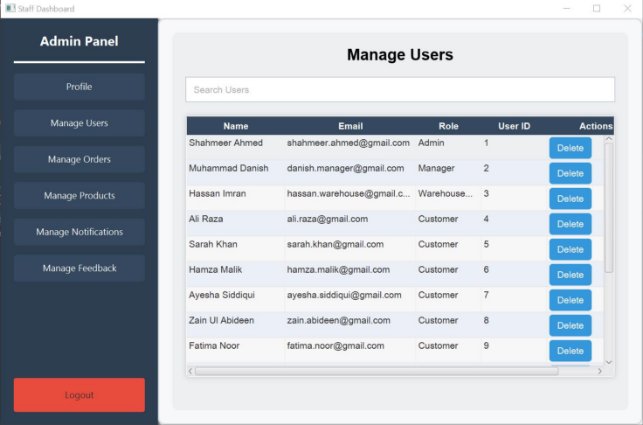 Staff Dashboard
Admin Panel
Profile
Manage Users
Manage Orders
Manage Products
Manage Notifications
Manage Feedback
Logout
Manage Users
Search Users
Name Email Role User ID Actions
Shahmeer Ahmed shahmeer.ahmed@gmail.com Admin 1 Delete
Muhammad Danish danish.manager@gmail.com Manager 2 Delete
Hassan Imran hassan.warehouse@gmail.c... Warehouse... 3 Delete
Ali Raza ali.raza@gmail.com Customer 4 Delete
Sarah Khan sarah.khan@gmail.com Customer 5 Delete
Hamza Malik hamza.malik@gmail.com Customer 6 Delete
Ayesha Siddiqui ayesha.siddiqui@gmail.com Customer 7 Delete
Zain Ul Abideen zain.abideen@gmail.com Customer 8 Delete
Fatima Noor fatima.noor@gmail.com Customer 9 Delete